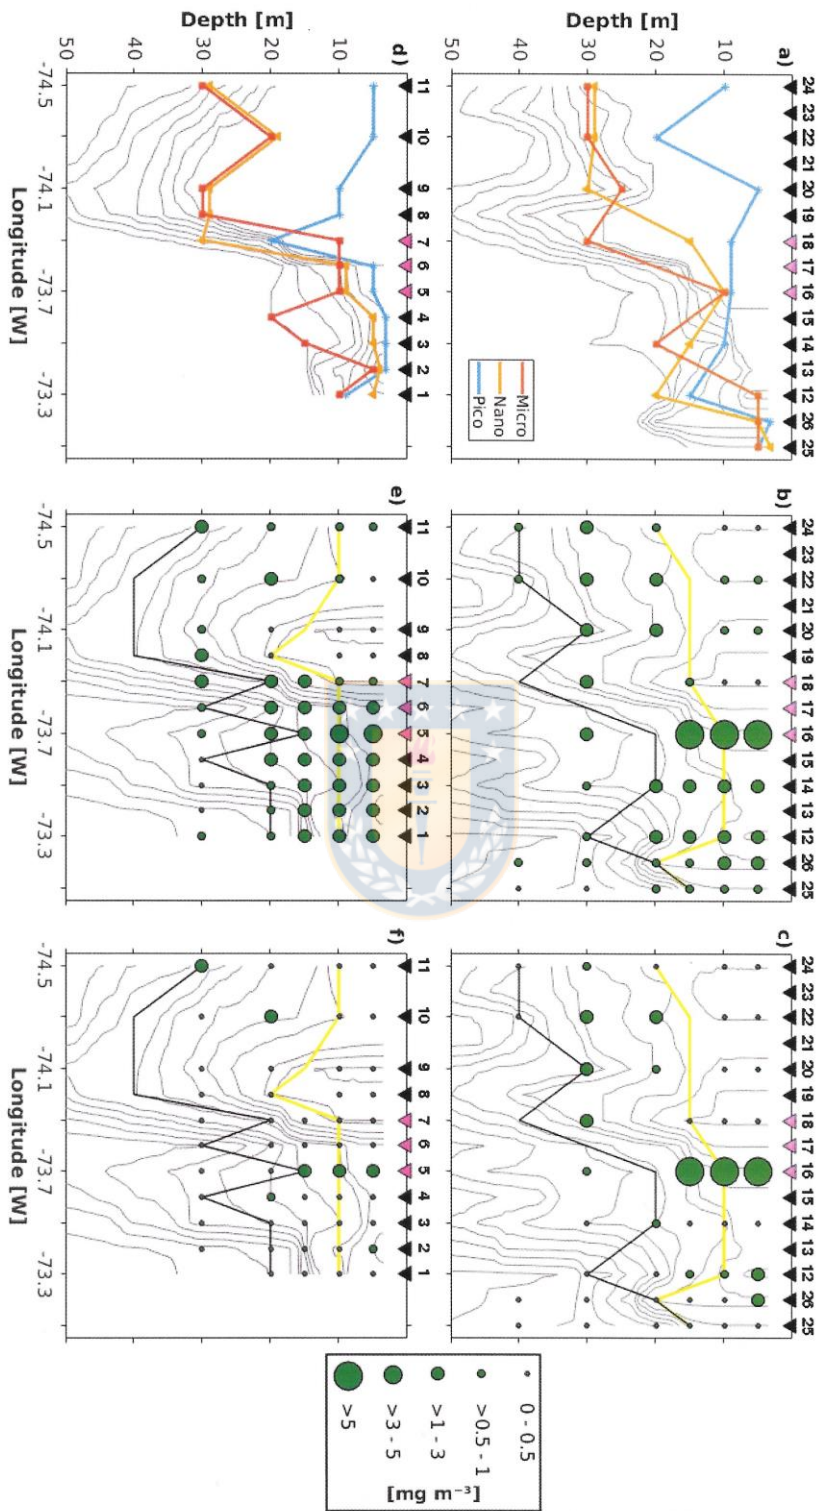 a)
24 23 22 21 20 19 18 17 16 15 14 13 12 26 25
Depth [m]
10
20
30
40
50
Micro
Nano
Pico
b)
24 23 22 21 20 19 18 17 16 15 14 13 12 26 25
c)
24 23 22 21 20 19 18 17 16 15 14 13 12 26 25
0 - 0.5
>0.5 - 1
>1 - 3
>3 - 5
>5
[mg m⁻³]
d)
11 10 9 8 7 6 5 4 3 2 1
Depth [m]
10
20
30
40
50
-74.5 -74.1 -73.7 -73.3
Longitude [W]
e)
11 10 9 8 7 6 5 4 3 2 1
-74.5 -74.1 -73.7 -73.3
Longitude [W]
f)
11 10 9 8 7 6 5 4 3 2 1
-74.5 -74.1 -73.7 -73.3
Longitude [W]